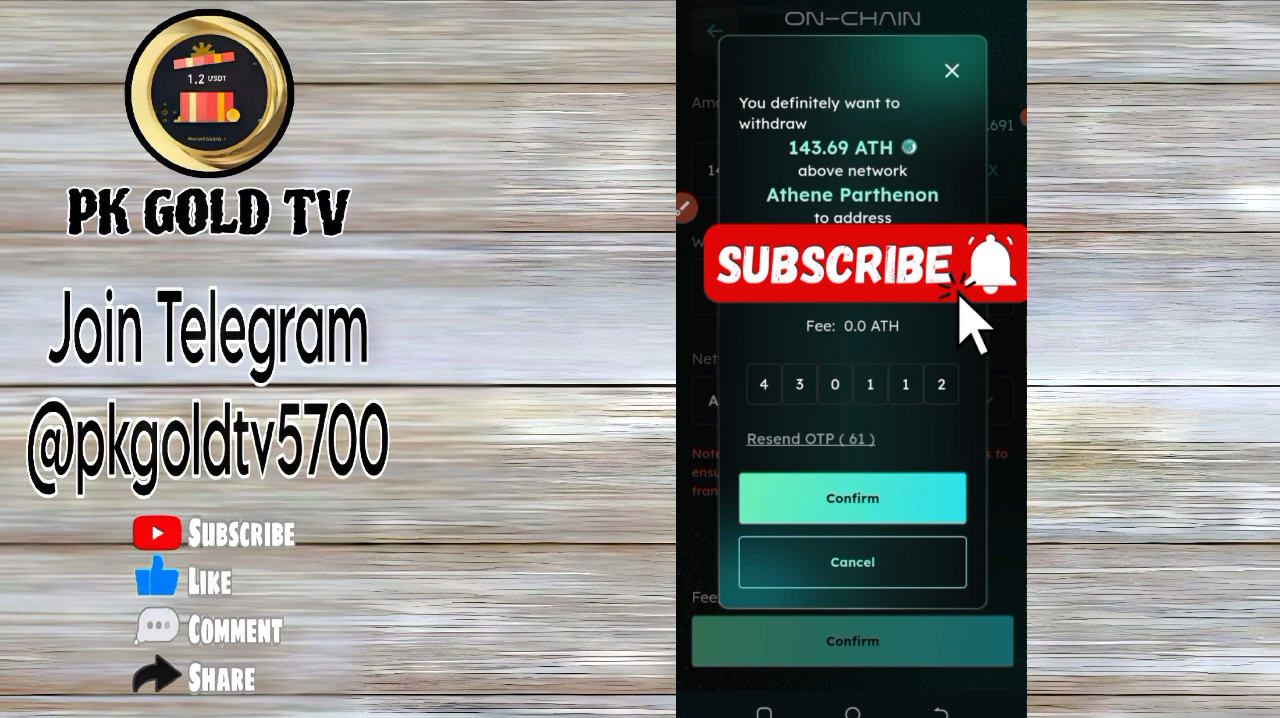 1.2 USDT
PK GOLD TV
Join Telegram
@pkgoldtv5700
SUBSCRIBE
LIKE
COMMENT
SHARE
ON-CHAIN
.691
You definitely want to
withdraw
143.69 ATH
above network
Athene Parthenon
to address
SUBSCRIBE
Fee: 0.0 ATH
4 3 0 1 1 2
Resend OTP ( 61 )
Confirm
Cancel
Fee
Confirm